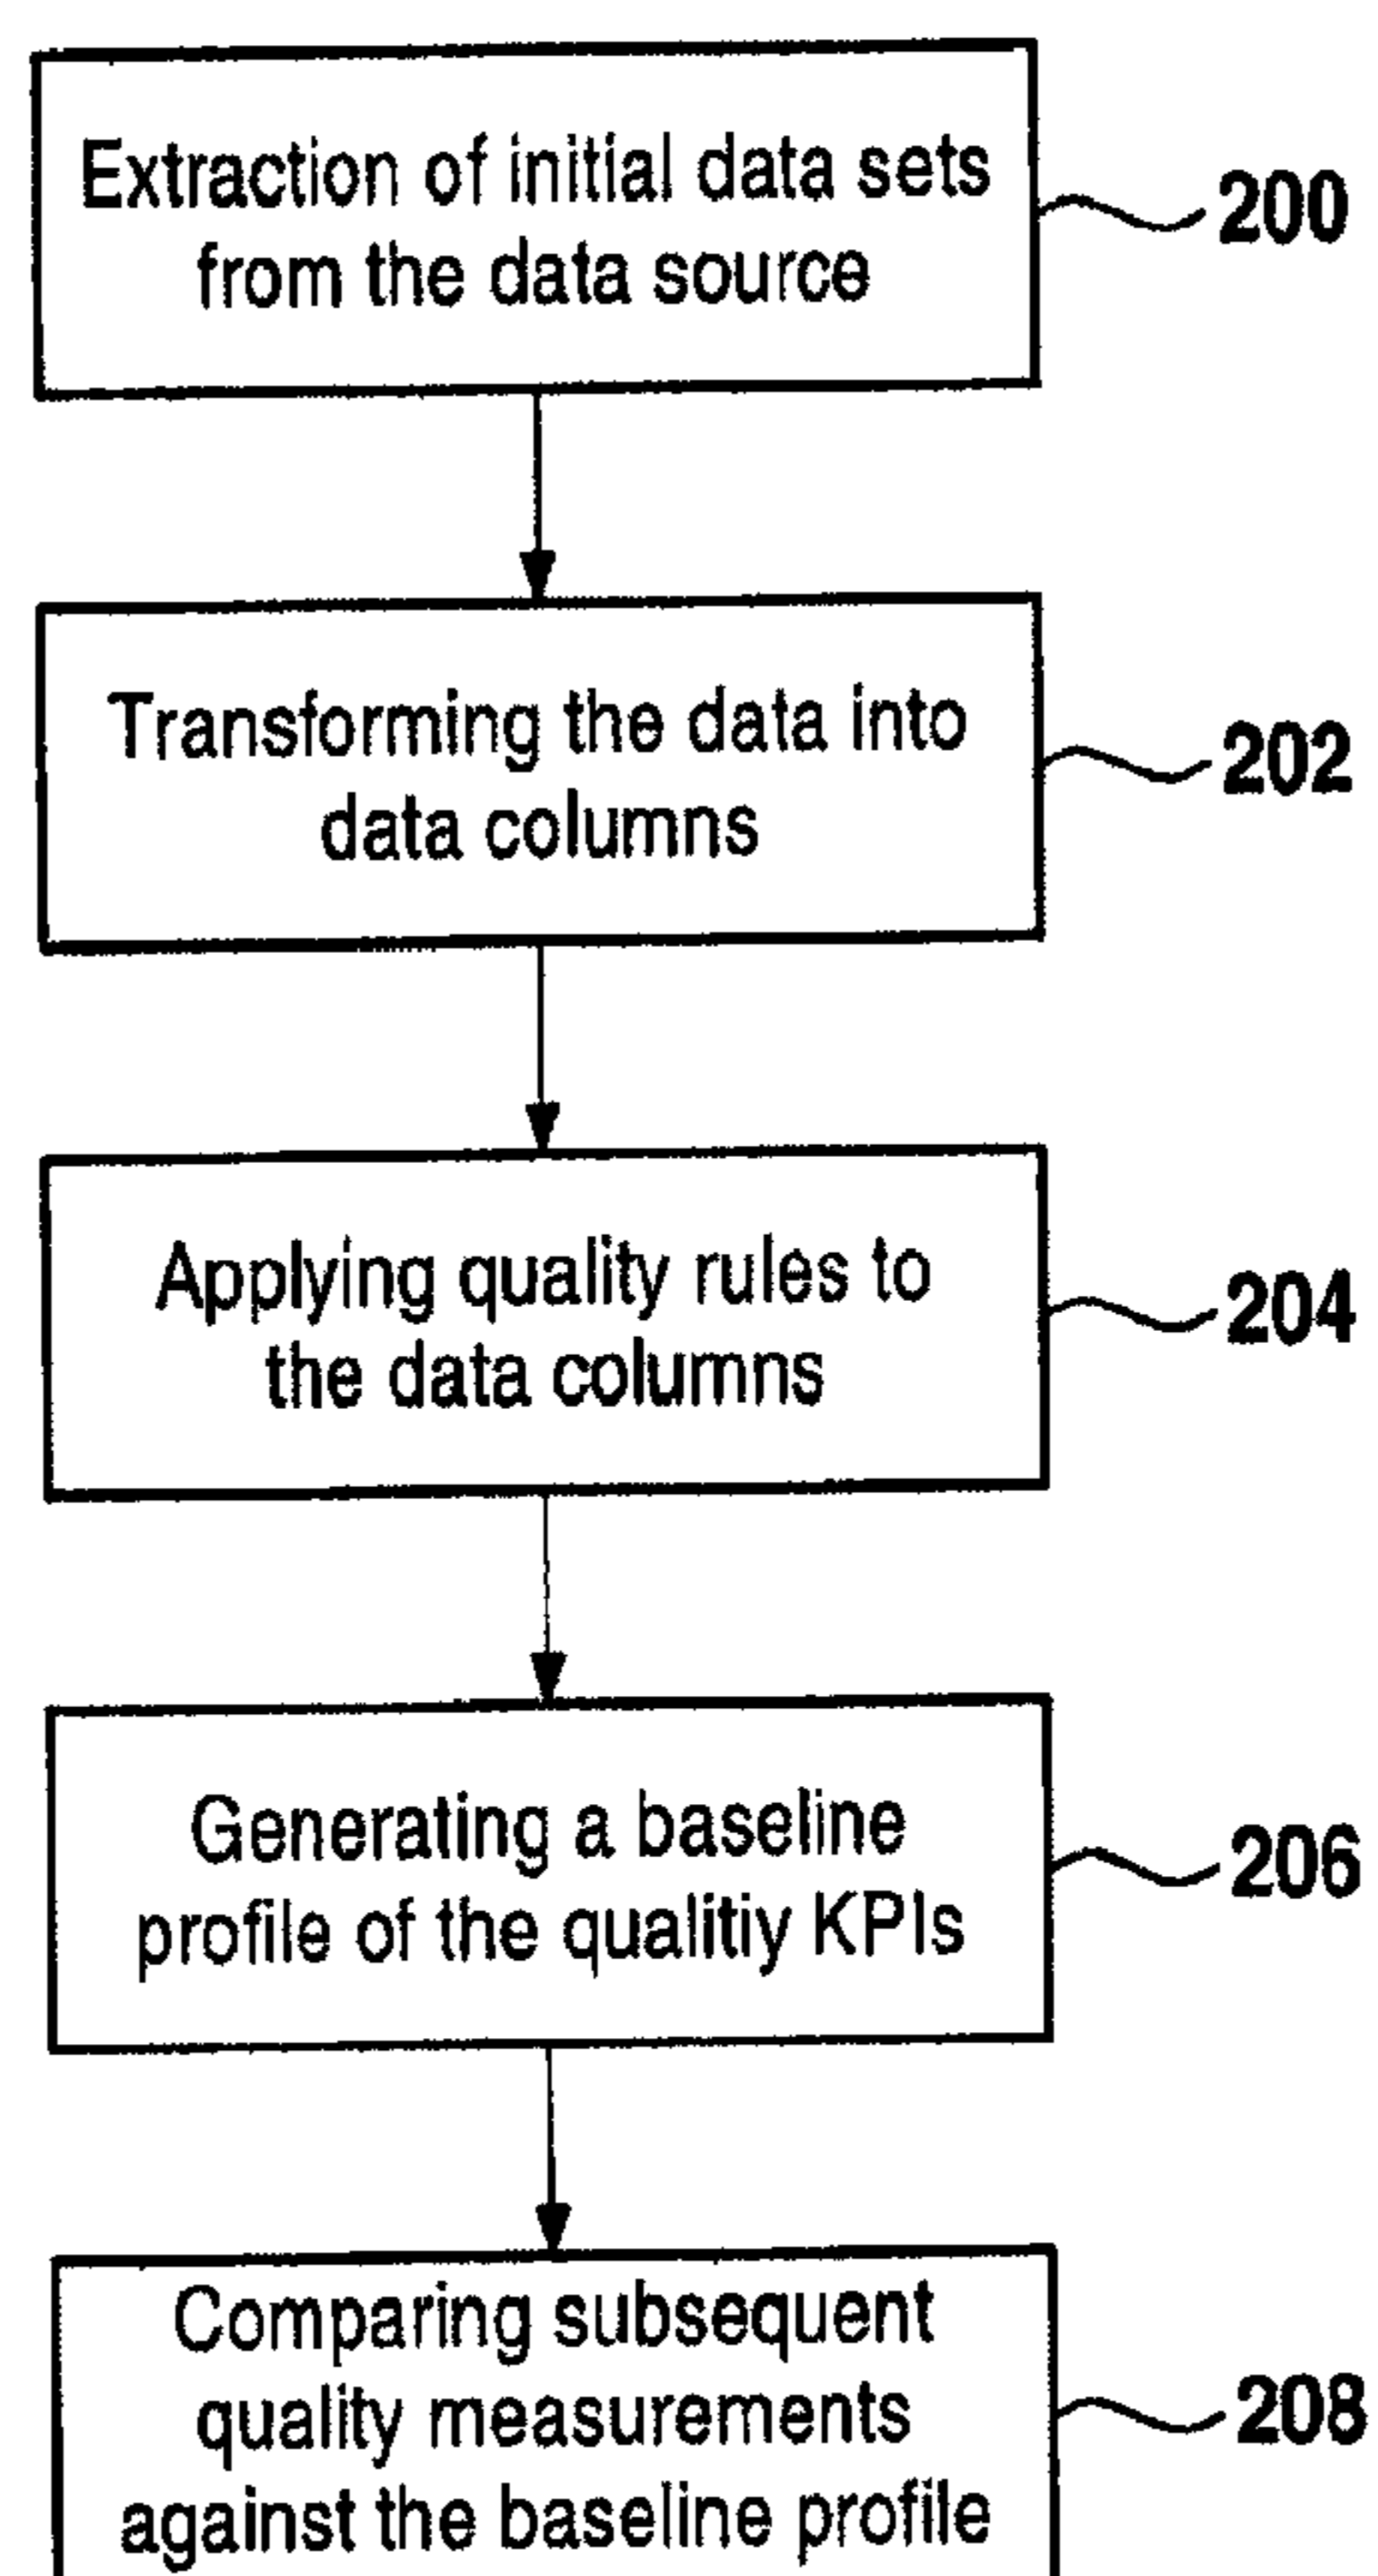 Extraction of initial data sets
from the data source
200
Transforming the data into
data columns
202
Applying quality rules to
the data columns
204
Generating a baseline
profile of the qualitiy KPIs
206
Comparing subsequent
quality measurements
against the baseline profile
208